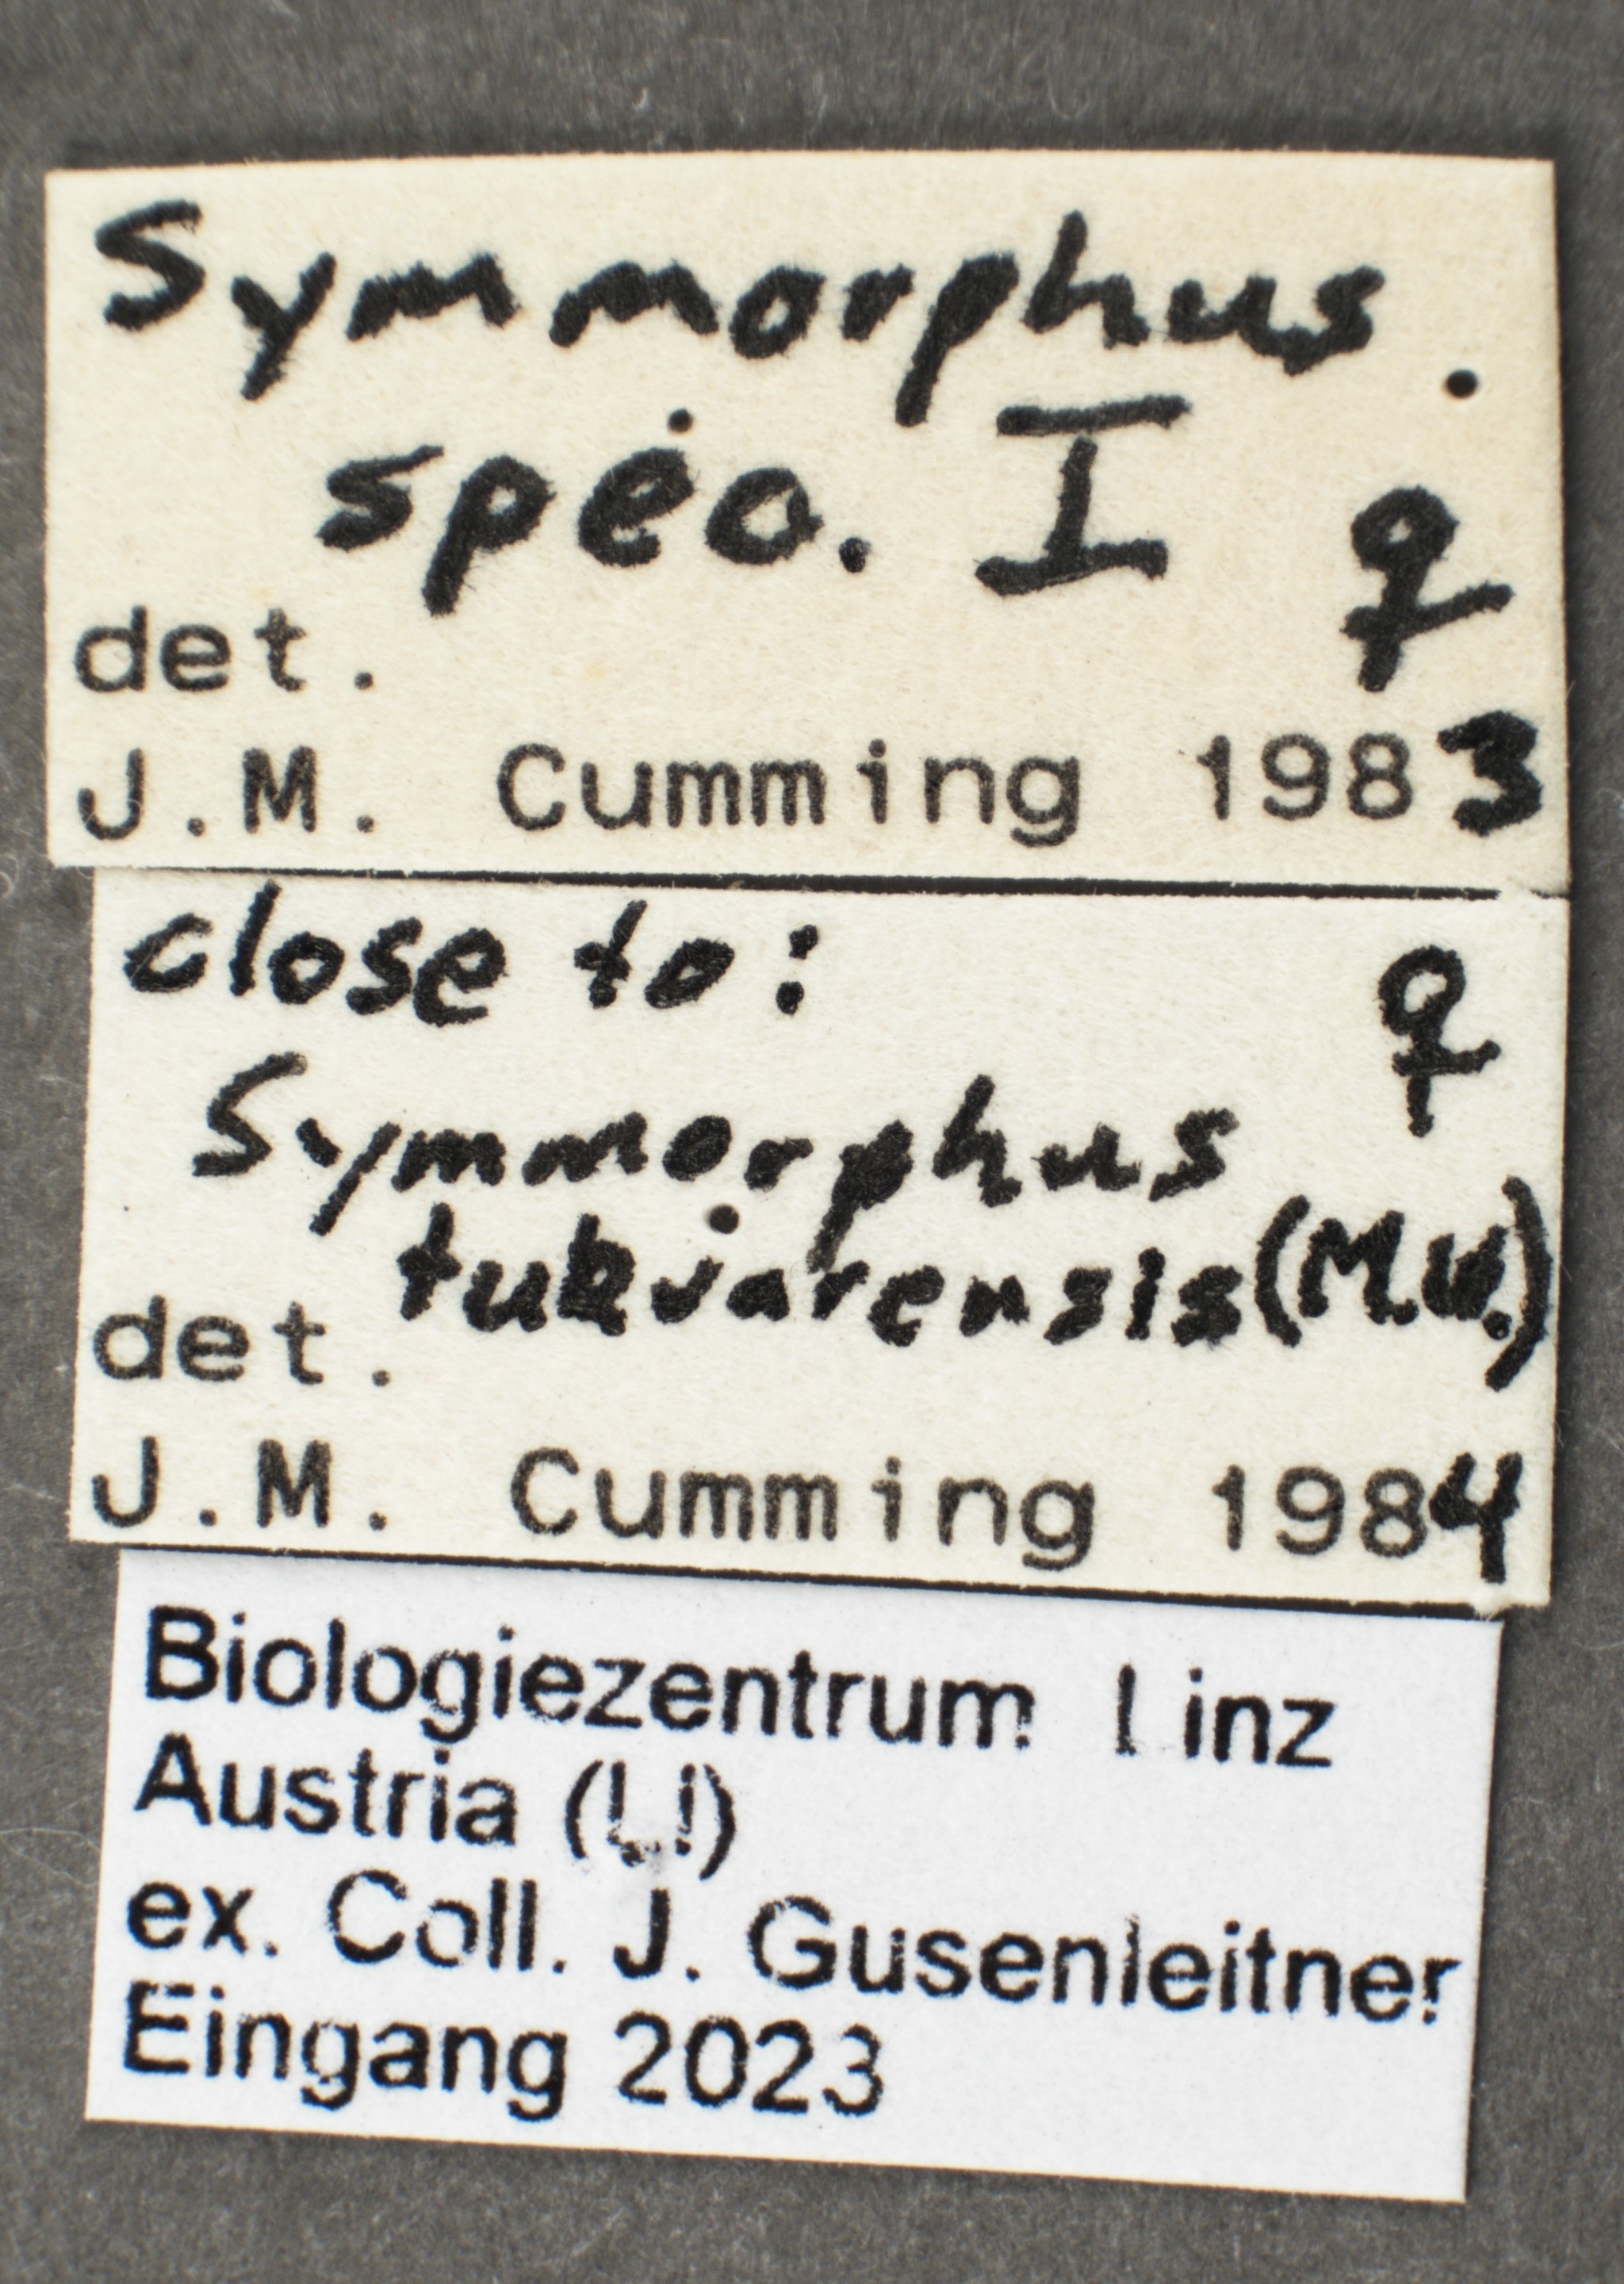 Symmorphus
spec. I ♀
det.
J.M. Cumming 1983
close to: ♀
Symmorphus
tukvarensis (M.W.)
det.
J.M. Cumming 1984
Biologiezentrum Linz
Austria (LI)
ex. Coll. J. Gusenleitner
Eingang 2023